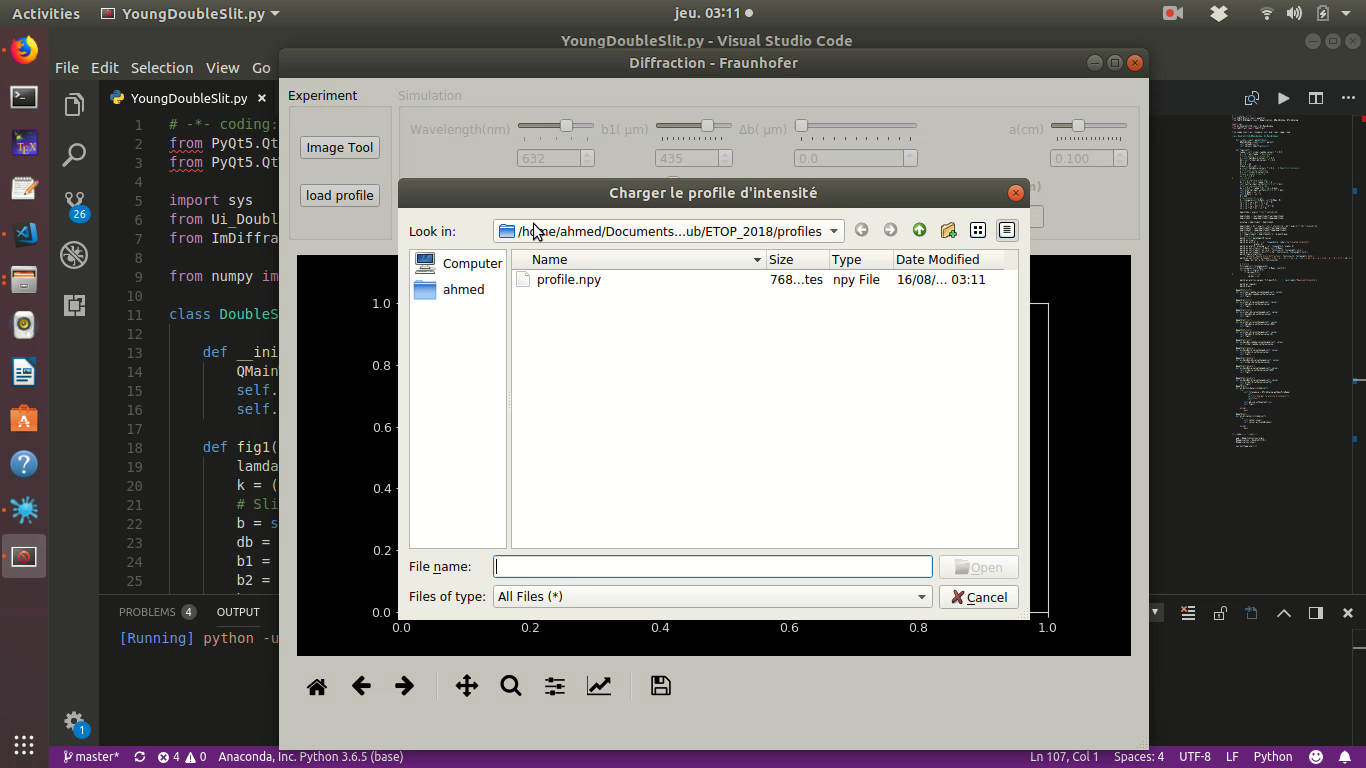 Activities YoungDoubleSlit.py jeu. 03:11
YoungDoubleSlit.py - Visual Studio Code
Diffraction - Fraunhofer
File Edit Selection View Go
YoungDoubleSlit.py
Experiment Simulation
Wavelength(nm) b1( μm) Δb( μm) a(cm)
632 435 0.0 0.100
Image Tool
load profile
1 # -*- coding:
2 from PyQt5.Qt
3 from PyQt5.Qt
4
5 import sys
6 from Ui_Doubl
7 from ImDiffra
8
9 from numpy im
10
11 class DoubleS
12
13 def __ini
14 QMain
15 self.
16 self.
17
18 def fig1(
19 lamda
20 k = (
21 # Sli
22 b = s
23 db =
24 b1 =
25 b2 =
26
1
Charger le profile d'intensité
Look in: /home/ahmed/Documents...ub/ETOP_2018/profiles
Computer
ahmed
Name Size Type Date Modified
profile.npy 768...tes npy File 16/08/... 03:11
File name:
Open
Files of type: All Files (*)
Cancel
1.0
0.8
0.6
0.4
0.2
0.0
0.0 0.2 0.4 0.6 0.8 1.0
PROBLEMS 4 OUTPUT
[Running] python -u
master* 4 0 Anaconda, Inc. Python 3.6.5 (base) Ln 107, Col 1 Spaces: 4 UTF-8 LF Python